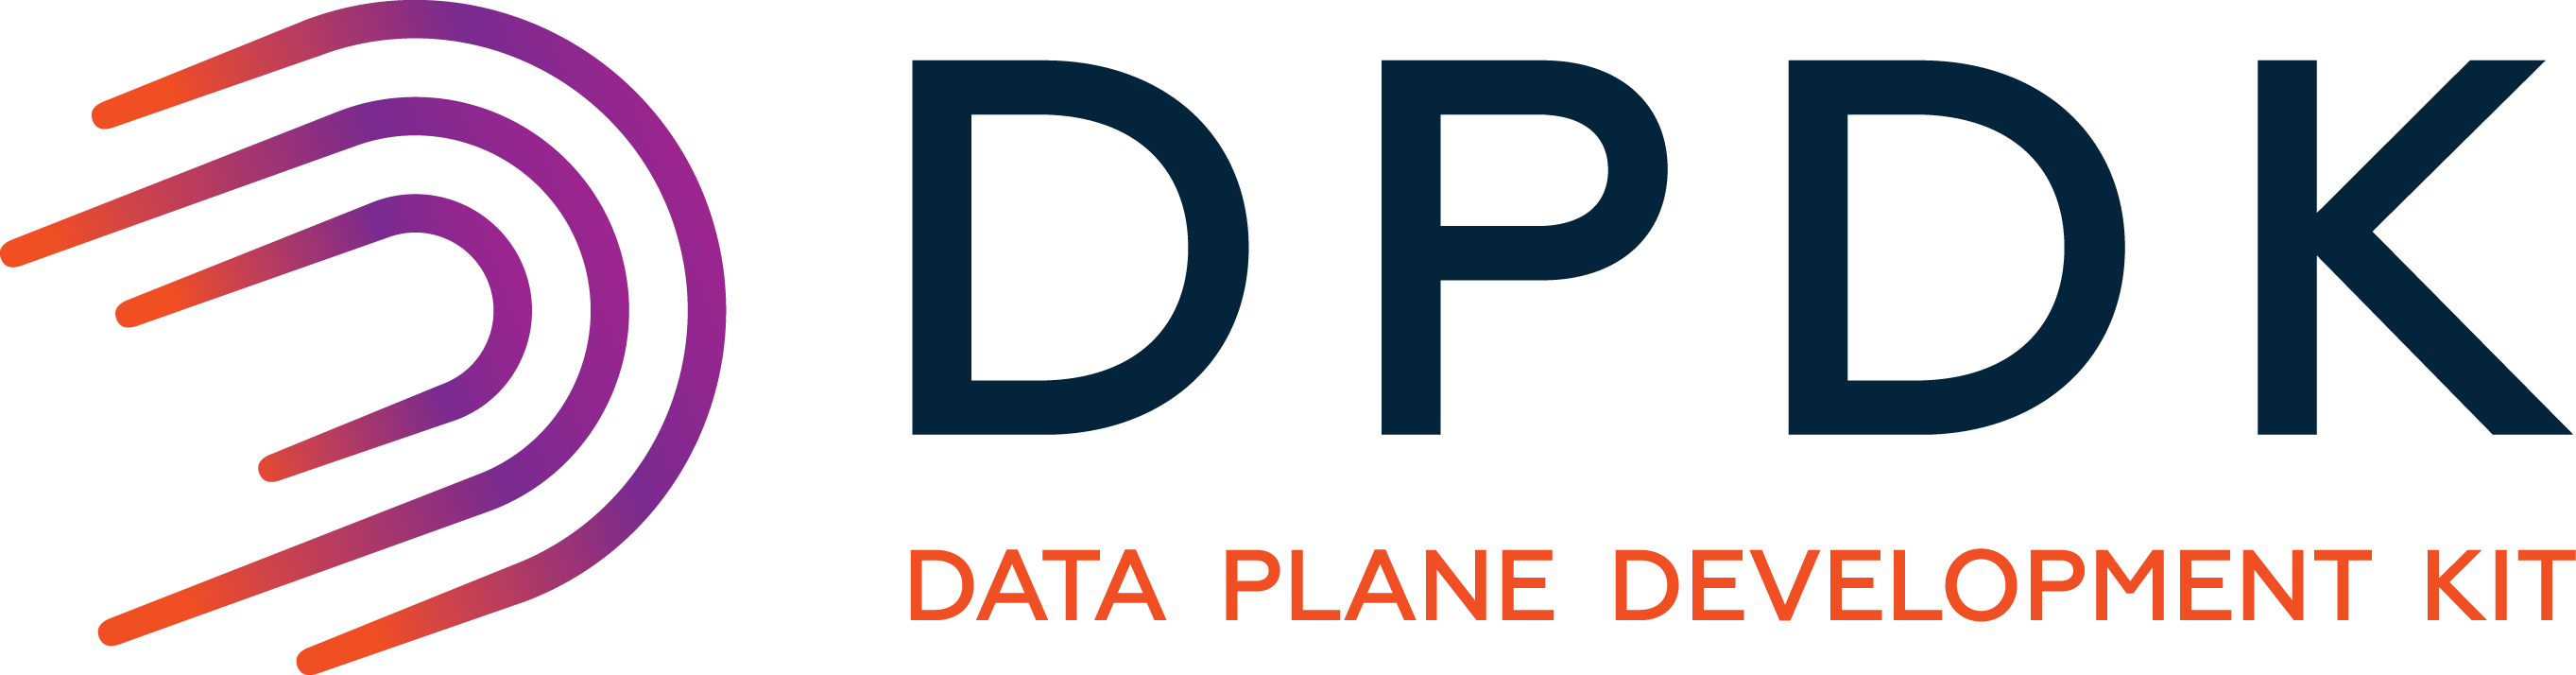 DPDK
DATA PLANE DEVELOPMENT KIT